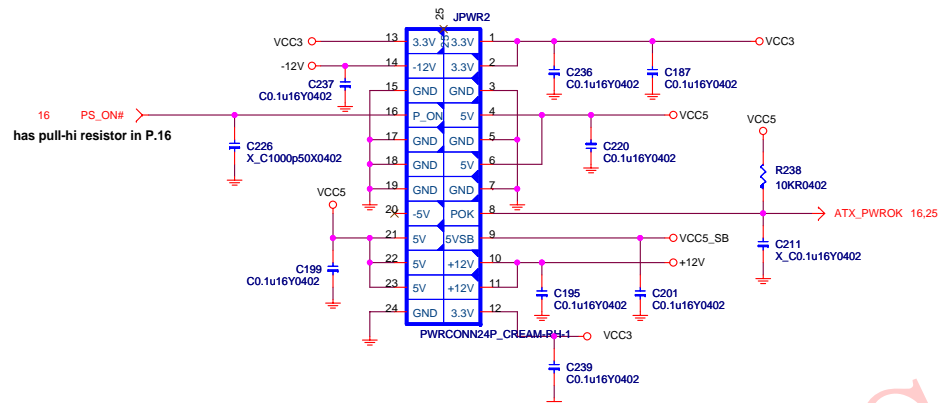 25
JPWR2
VCC3 13 3.3V 25 3.3V 1 VCC3
-12V 14 -12V 3.3V 2
C236
C0.1u16Y0402
C187
C0.1u16Y0402
C237
C0.1u16Y0402
15 GND GND 3
16 PS_ON# 16 P_ON 5V 4 VCC5
has pull-hi resistor in P.16
17 GND GND 5
C226
X_C1000p50X0402
C220
C0.1u16Y0402
VCC5
18 GND 5V 6
R238
10KR0402
19 GND GND 7
VCC5
20 -5V POK 8 ATX_PWROK 16,25
21 5V 5VSB 9 VCC5_SB
C211
X_C0.1u16Y0402
22 5V +12V 10 +12V
C199
C0.1u16Y0402
23 5V +12V 11
C195
C0.1u16Y0402
C201
C0.1u16Y0402
24 GND 3.3V 12
PWRCONN24P_CREAM-RH-1
VCC3
C239
C0.1u16Y0402